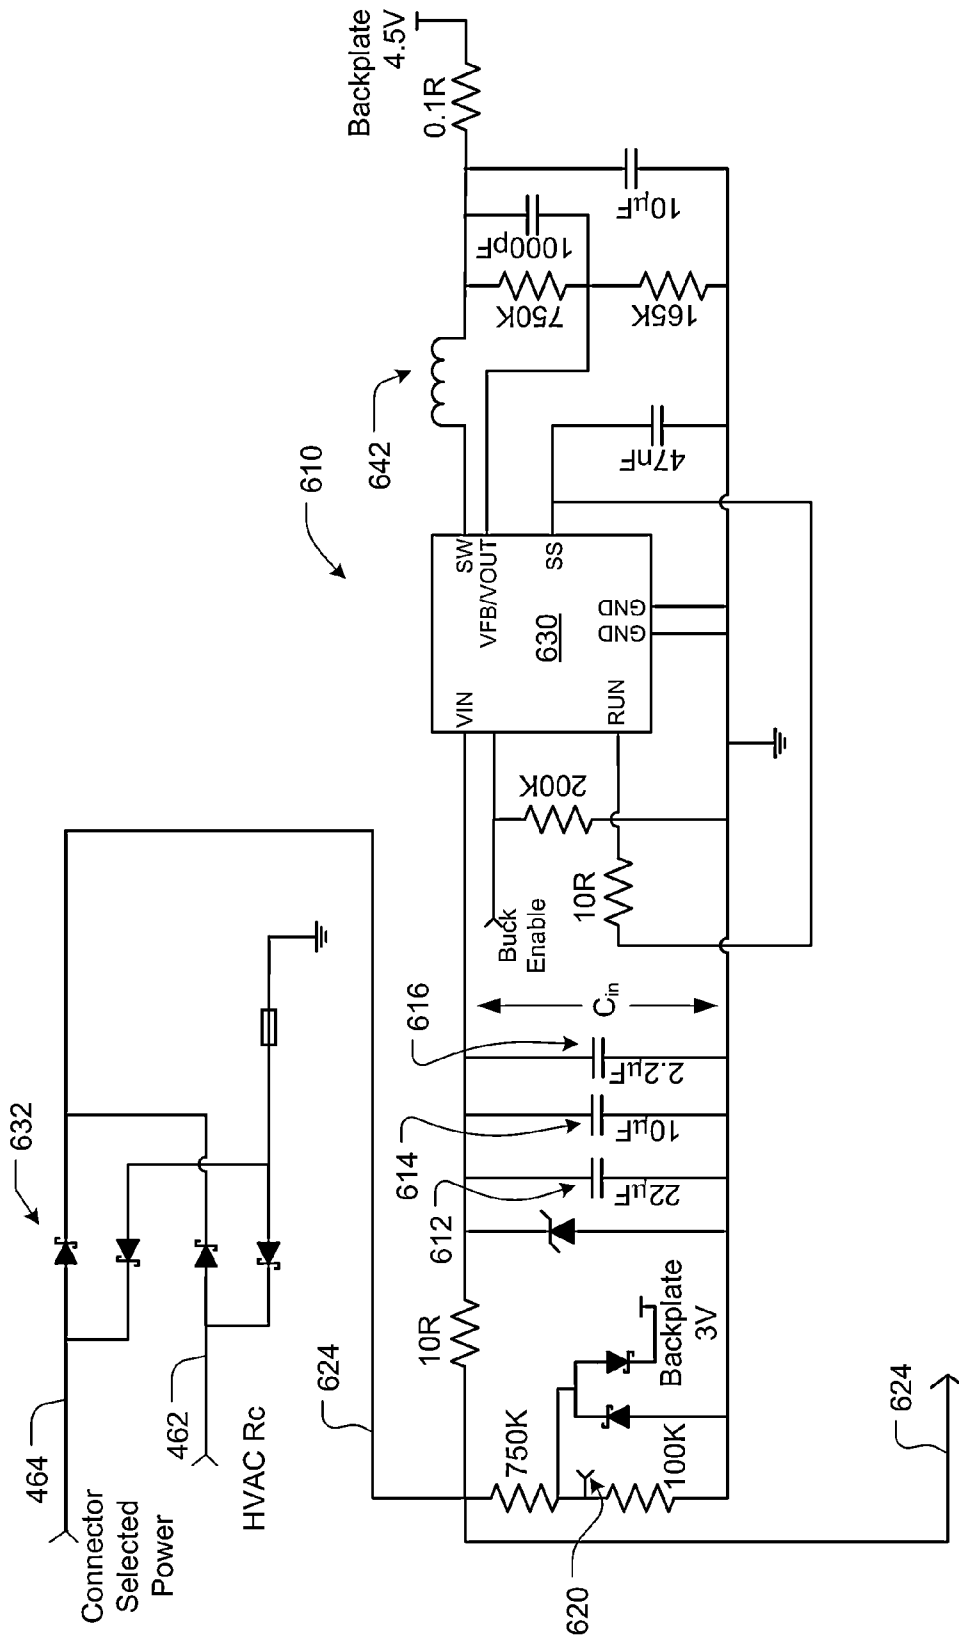 Connector
Selected
Power
464
462
HVAC Rc
632
624
610
642
Backplate
4.5V
0.1R
10R
612
614
616
22µF
10µF
2.2µF
Cin
Buck
Enable
200K
10R
VIN
RUN
SW
VFB/VOUT
SS
630
GND
GND
47nF
750K
1000pF
165K
10µF
750K
100K
620
Backplate
3V
624